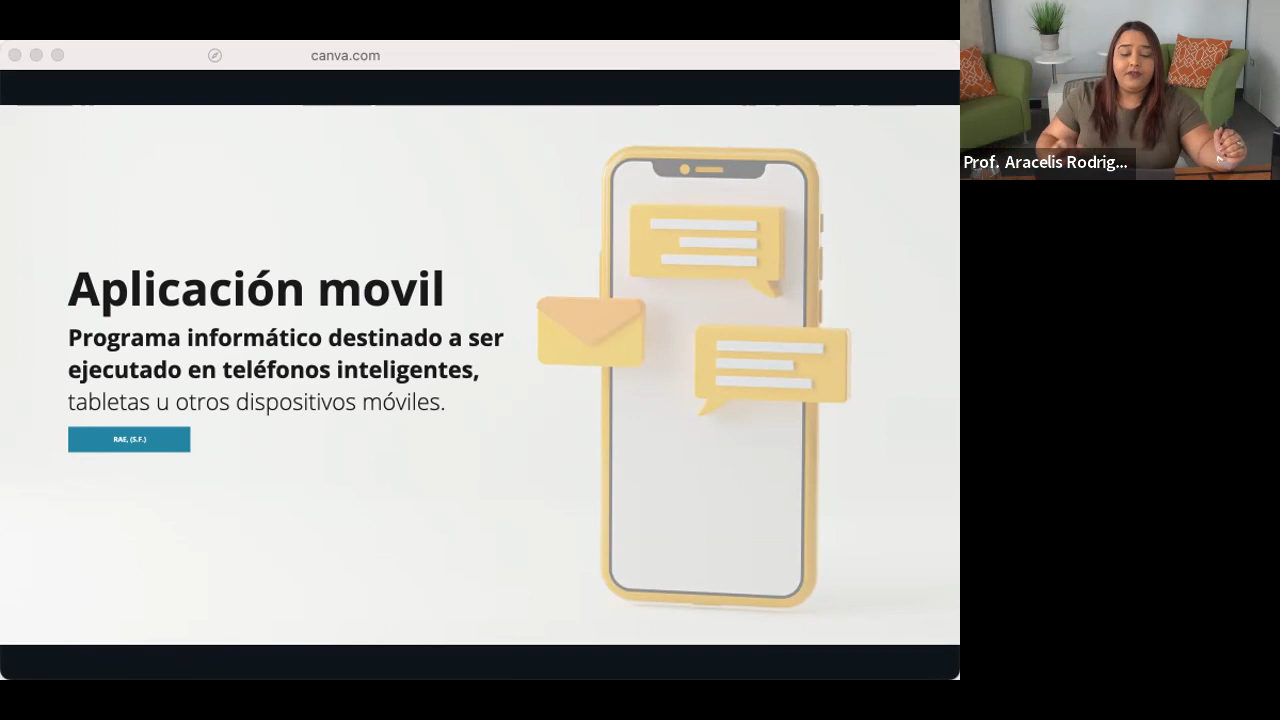 canva.com
Aplicación movil
Programa informático destinado a ser
ejecutado en teléfonos inteligentes,
tabletas u otros dispositivos móviles.
RAE, (S.F.)
Prof. Aracelis Rodrig...